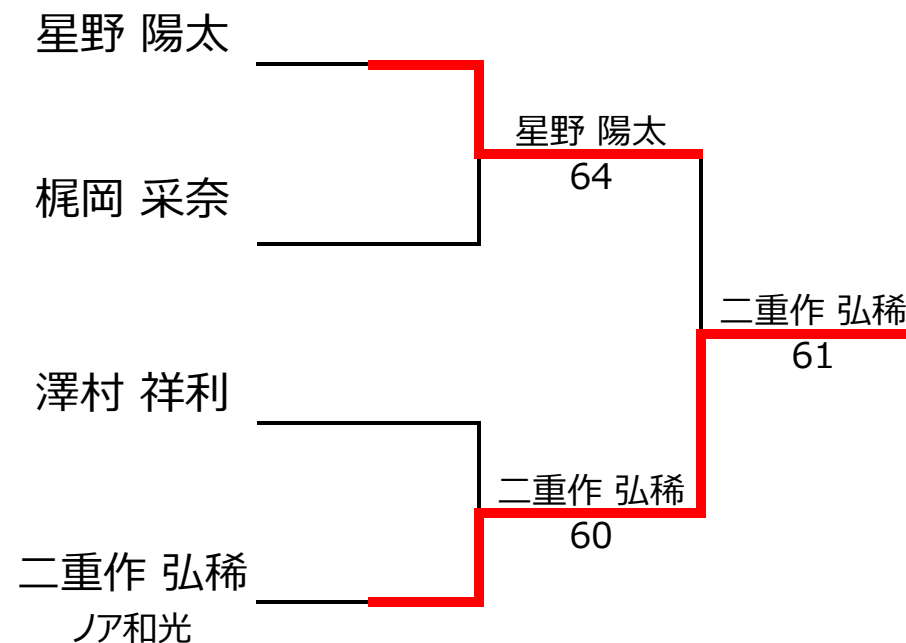 星野 陽太
星野 陽太
64
梶岡 采奈
二重作 弘稀
61
澤村 祥利
二重作 弘稀
60
二重作 弘稀
ノア和光